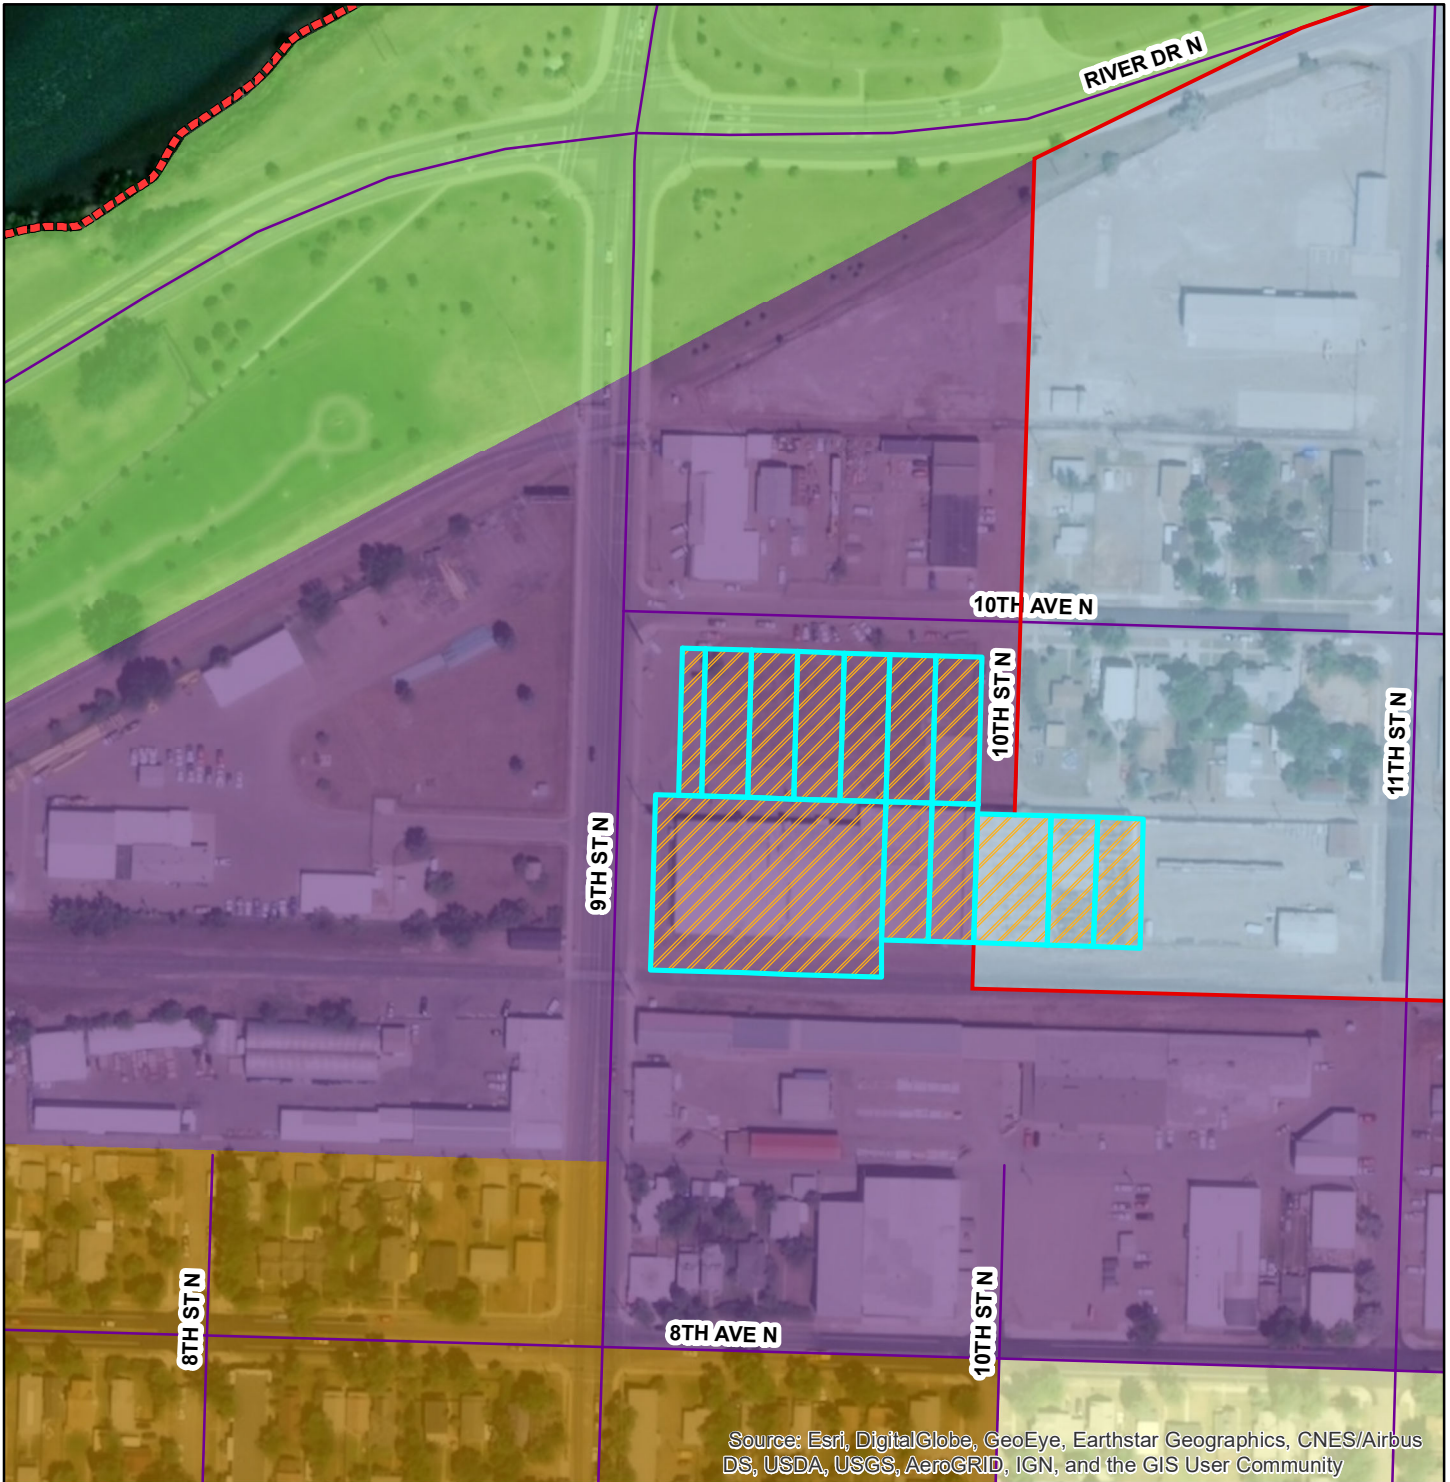 RIVER DR N
10TH AVE N
10TH ST N
11TH ST N
9TH ST N
8TH ST N
8TH AVE N
10TH ST N
Source: Esri, DigitalGlobe, GeoEye, Earthstar Geographics, CNES/Airbus
DS, USDA, USGS, AeroGRID, IGN, and the GIS User Community